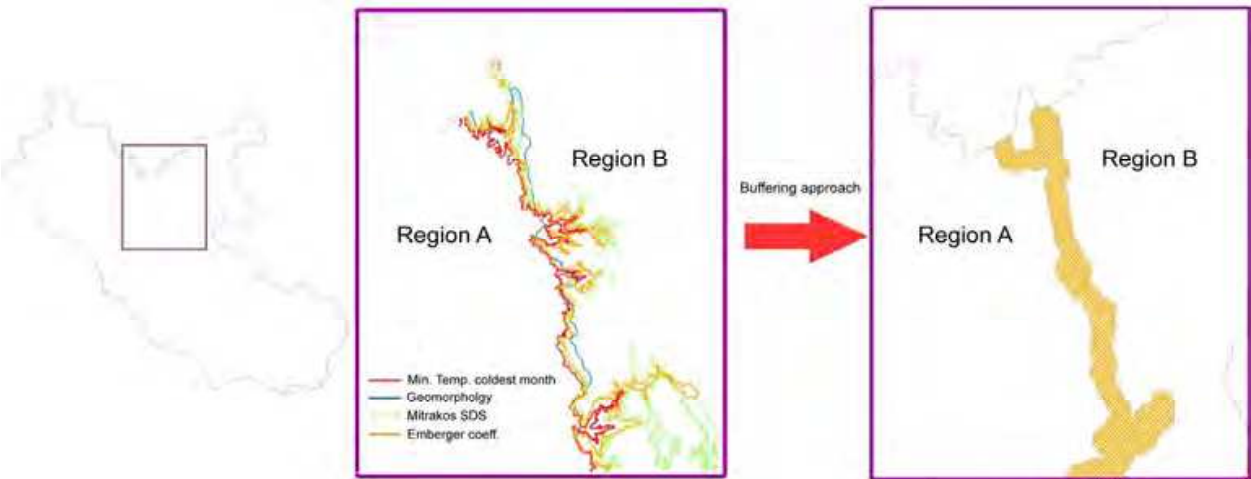 Region B
Region A
Min. Temp. coldest month
Geomorpholgy
Mitrakos SDS
Emberger coeff.
Buffering approach
Region B
Region A